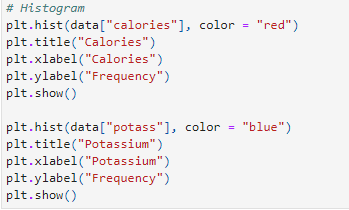 # Histogram
plt.hist(data["calories"], color = "red")
plt.title("Calories")
plt.xlabel("Calories")
plt.ylabel("Frequency")
plt.show()
plt.hist(data["potass"], color = "blue")
plt.title("Potassium")
plt.xlabel("Potassium")
plt.ylabel("Frequency")
plt.show()